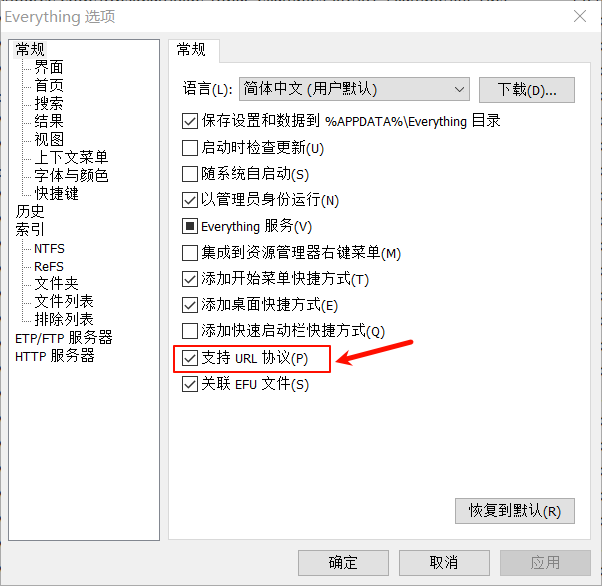 Everything 选项
常规
界面
首页
搜索
结果
视图
上下文菜单
字体与颜色
快捷键
历史
索引
NTFS
ReFS
文件夹
文件列表
排除列表
ETP/FTP 服务器
HTTP 服务器
常规
语言(L): 简体中文 (用户默认) 下载(D)...
保存设置和数据到 %APPDATA%\Everything 目录
启动时检查更新(U)
随系统自启动(S)
以管理员身份运行(N)
Everything 服务(V)
集成到资源管理器右键菜单(M)
添加开始菜单快捷方式(T)
添加桌面快捷方式(E)
添加快速启动栏快捷方式(Q)
支持 URL 协议(P)
关联 EFU 文件(S)
恢复到默认(R)
确定 取消 应用